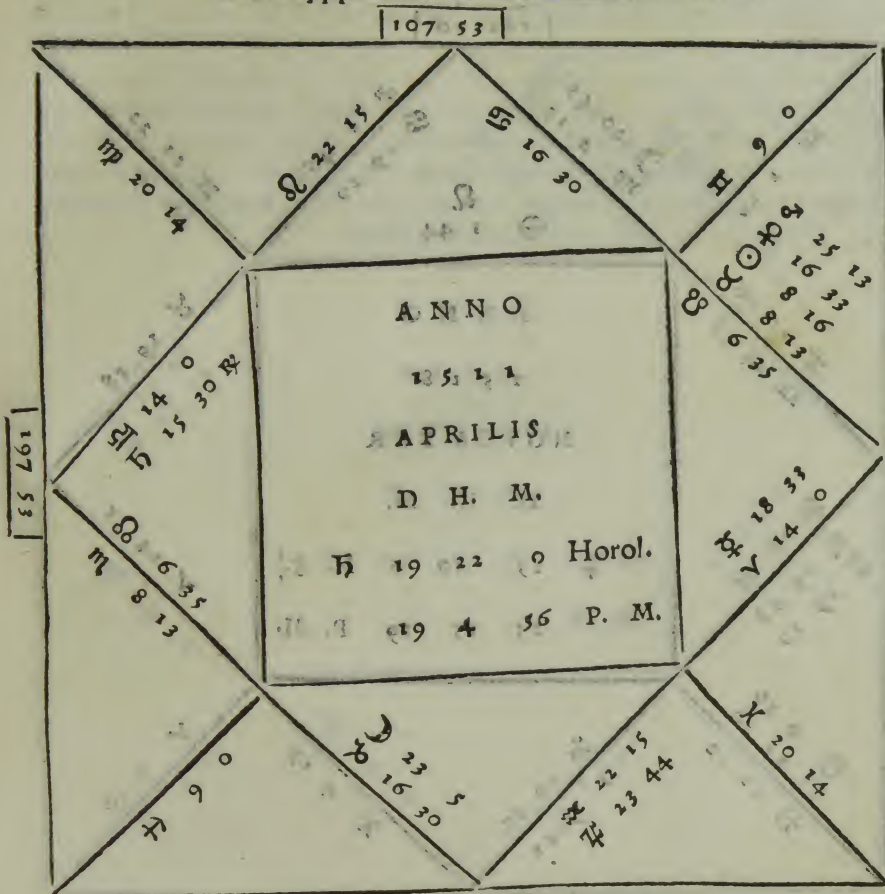 107 53
♍ 20 14
♌ 22 15
♋ 16 30
♊ 9 0
♂ 25 13
16 33
☉ 8 16
♉ 8 13
☋ 6 35
♎ 14 0
♄ 15 30 ℞
197 53
☊ 6 35
♏ 8 13
ANNO
1511
APRILIS
D H. M.
♄ 19 22 0 Horol.
19 4 56 P. M.
18 33
♈ 14 0
♐ 9 0
☽ 23 5
♑ 16 30
♒ 22 15
♃ 23 44
♓ 20 14